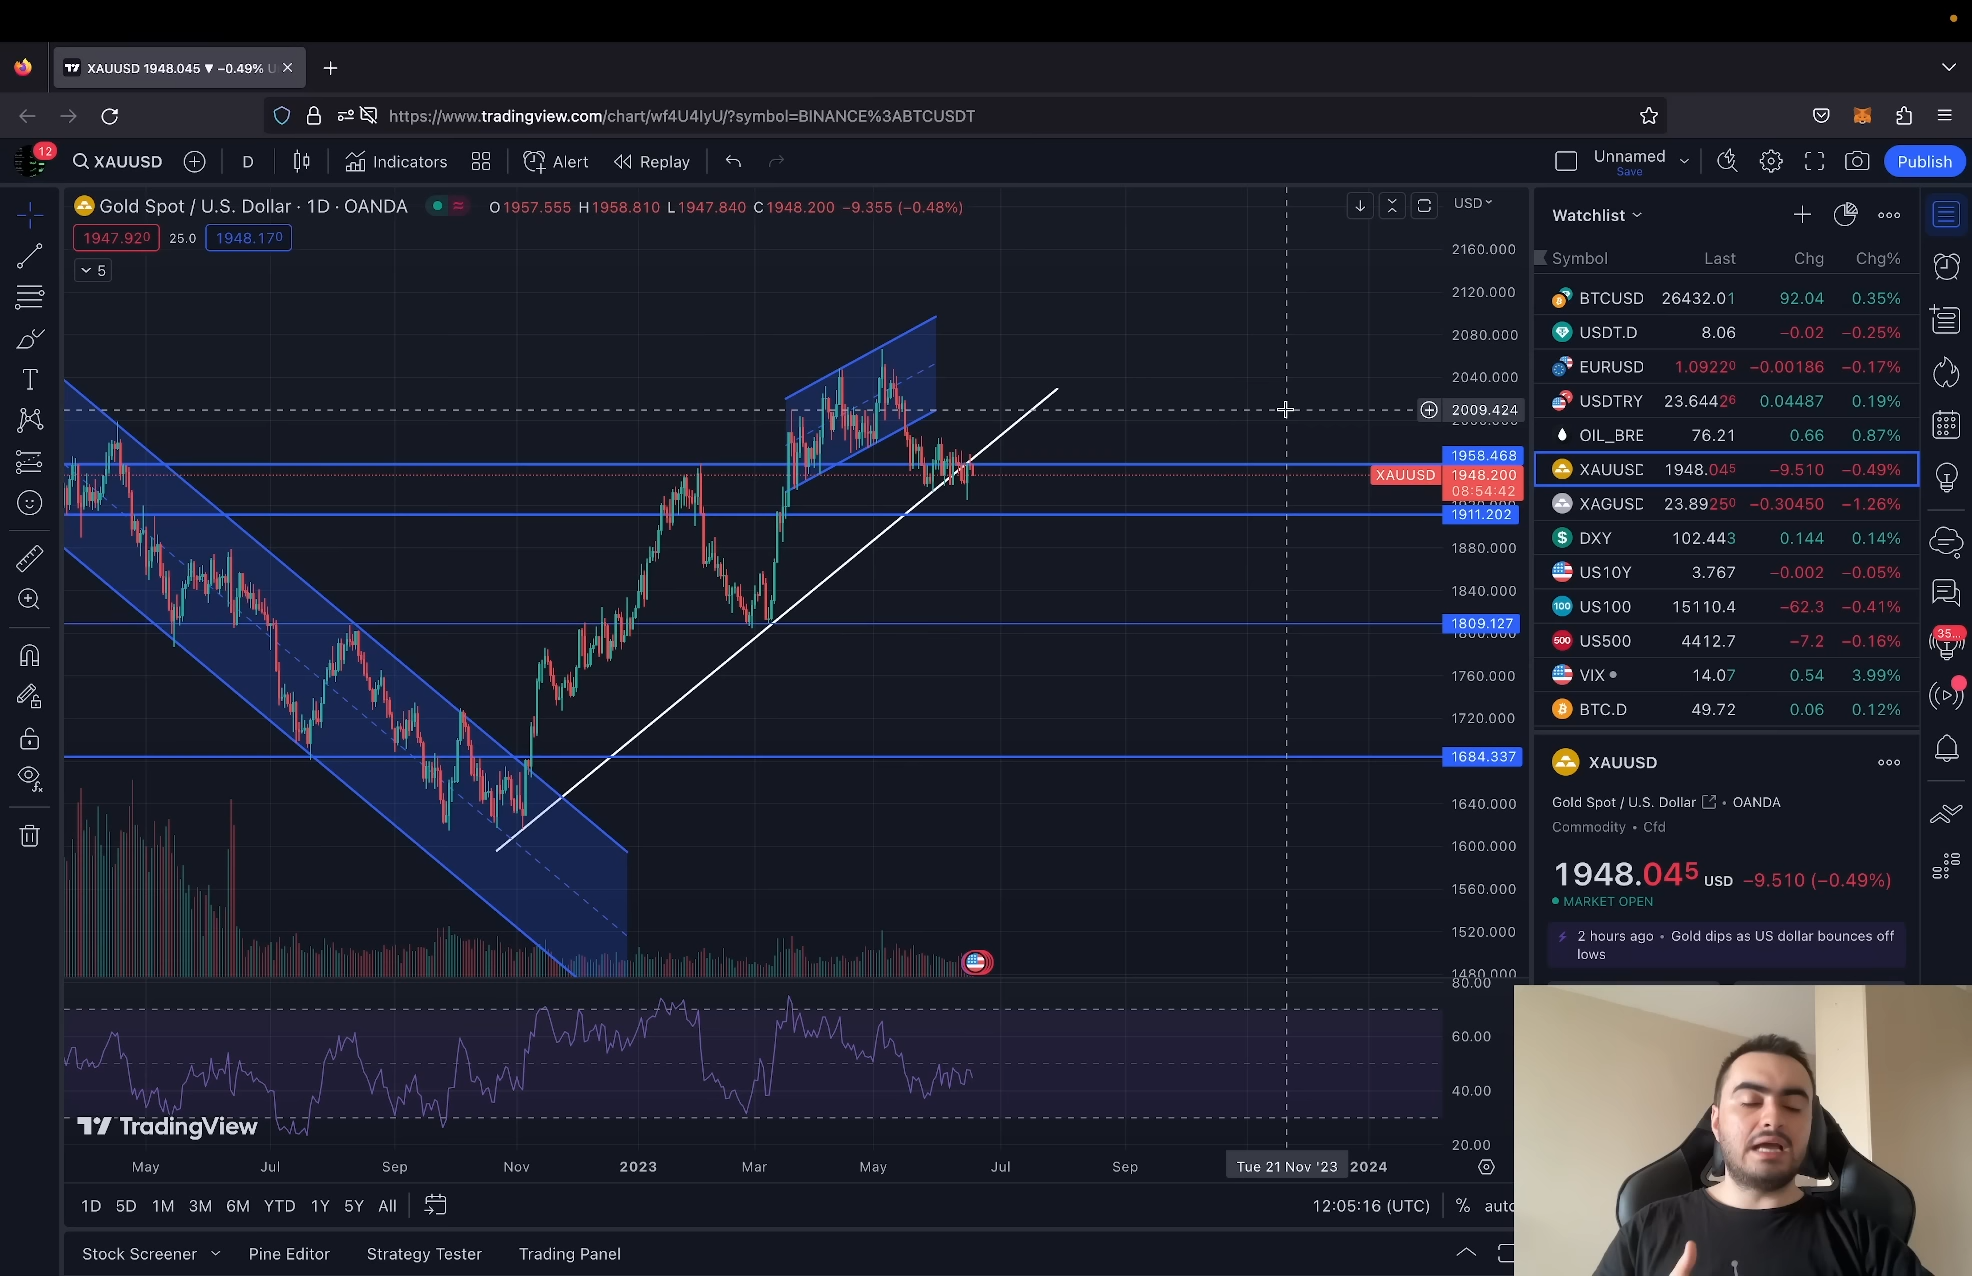 XAUUSD 1948.045 ▼ −0.49% U
https://www.tradingview.com/chart/wf4U4IyU/?symbol=BINANCE%3ABTCUSDT
12
XAUUSD
D
Indicators
Alert
Replay
Unnamed
Save
Publish
Gold Spot / U.S. Dollar · 1D · OANDA
O1957.555 H1958.810 L1947.840 C1948.200 −9.355 (−0.48%)
1947.920
25.0
1948.170
5
USD
2160.000
2120.000
2080.000
2040.000
2009.424
1958.468
XAUUSD 1948.200
08:54:42
1911.202
1880.000
1840.000
1809.127
1800.000
1760.000
1720.000
1684.337
1640.000
1600.000
1560.000
1520.000
1480.000
80.00
60.00
40.00
20.00
TradingView
May Jul Sep Nov 2023 Mar May Jul Sep Tue 21 Nov '23 2024
1D 5D 1M 3M 6M YTD 1Y 5Y All
12:05:16 (UTC) % auto
Stock Screener Pine Editor Strategy Tester Trading Panel
Watchlist
Symbol Last Chg Chg%
BTCUSD 26432.01 92.04 0.35%
USDT.D 8.06 −0.02 −0.25%
EURUSD 1.09220 −0.00186 −0.17%
USDTRY 23.64426 0.04487 0.19%
OIL_BRE 76.21 0.66 0.87%
XAUUSD 1948.045 −9.510 −0.49%
XAGUSD 23.89250 −0.30450 −1.26%
DXY 102.443 0.144 0.14%
US10Y 3.767 −0.002 −0.05%
US100 15110.4 −62.3 −0.41%
US500 4412.7 −7.2 −0.16%
VIX 14.07 0.54 3.99%
BTC.D 49.72 0.06 0.12%
XAUUSD
Gold Spot / U.S. Dollar • OANDA
Commodity • Cfd
1948.045 USD −9.510 (−0.49%)
MARKET OPEN
2 hours ago • Gold dips as US dollar bounces off
lows
35...